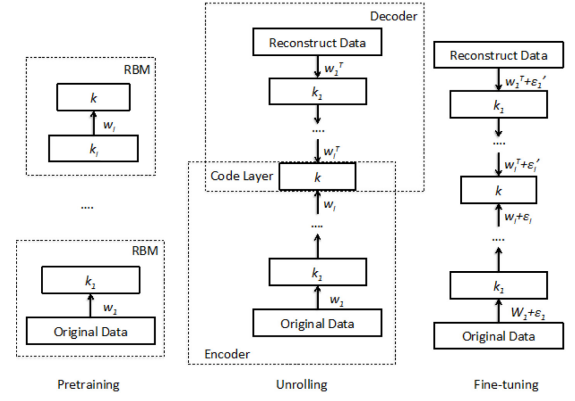 RBM
k
w_l
k_l
....
RBM
k_1
w_1
Original Data
Pretraining
Decoder
Reconstruct Data
w_1^T
k_1
....
w_l^T
Code Layer
k
w_l
....
k_1
w_1
Original Data
Encoder
Unrolling
Reconstruct Data
w_1^T+ε_1′
k_1
....
w_l^T+ε_l′
k
w_l+ε_l
....
k_1
W_1+ε_1
Original Data
Fine-tuning